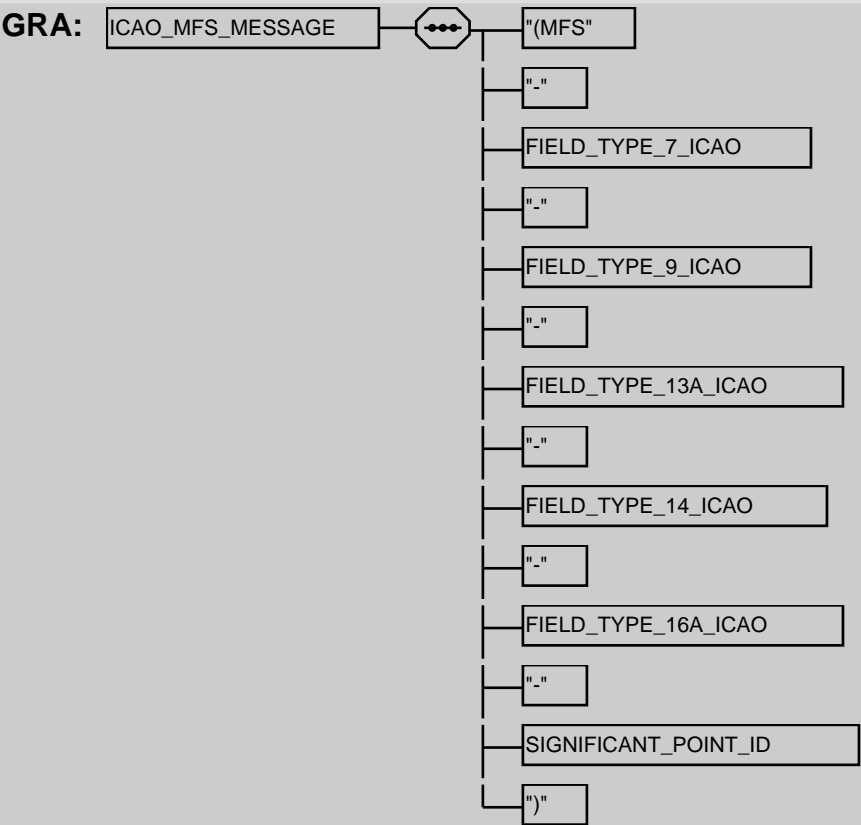 GRA: ICAO_MFS_MESSAGE "(MFS"
"-"
FIELD_TYPE_7_ICAO
"-"
FIELD_TYPE_9_ICAO
"-"
FIELD_TYPE_13A_ICAO
"-"
FIELD_TYPE_14_ICAO
"-"
FIELD_TYPE_16A_ICAO
"-"
SIGNIFICANT_POINT_ID
")"